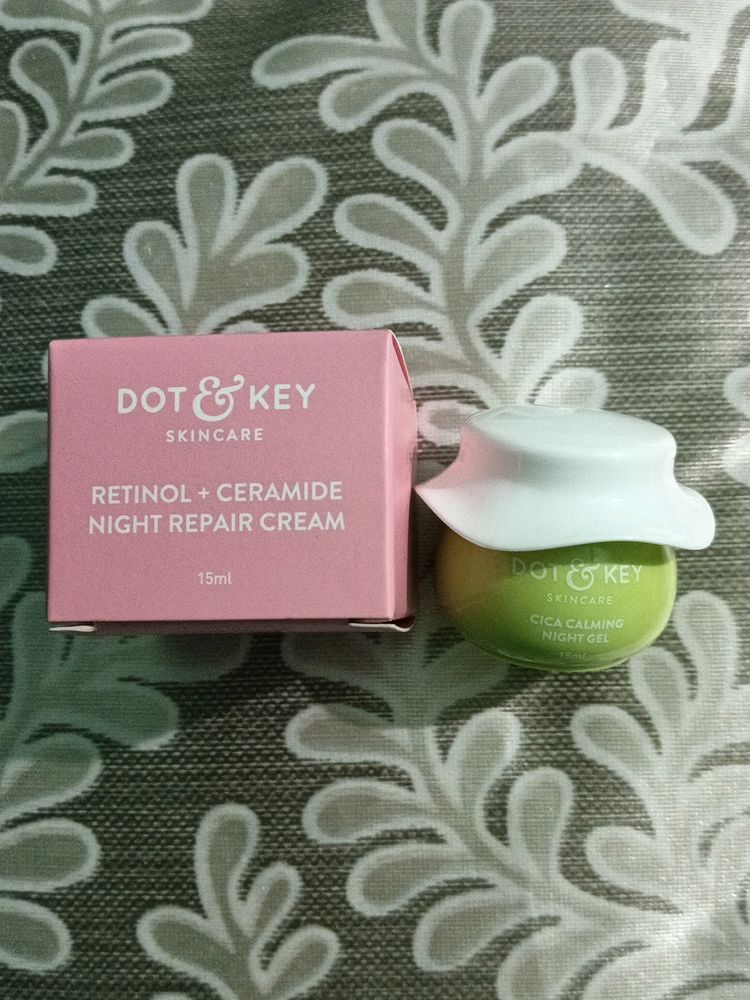 DOT & KEY
SKINCARE
RETINOL + CERAMIDE
NIGHT REPAIR CREAM
15ml
DOT & KEY
SKINCARE
CICA CALMING
NIGHT GEL
15ml